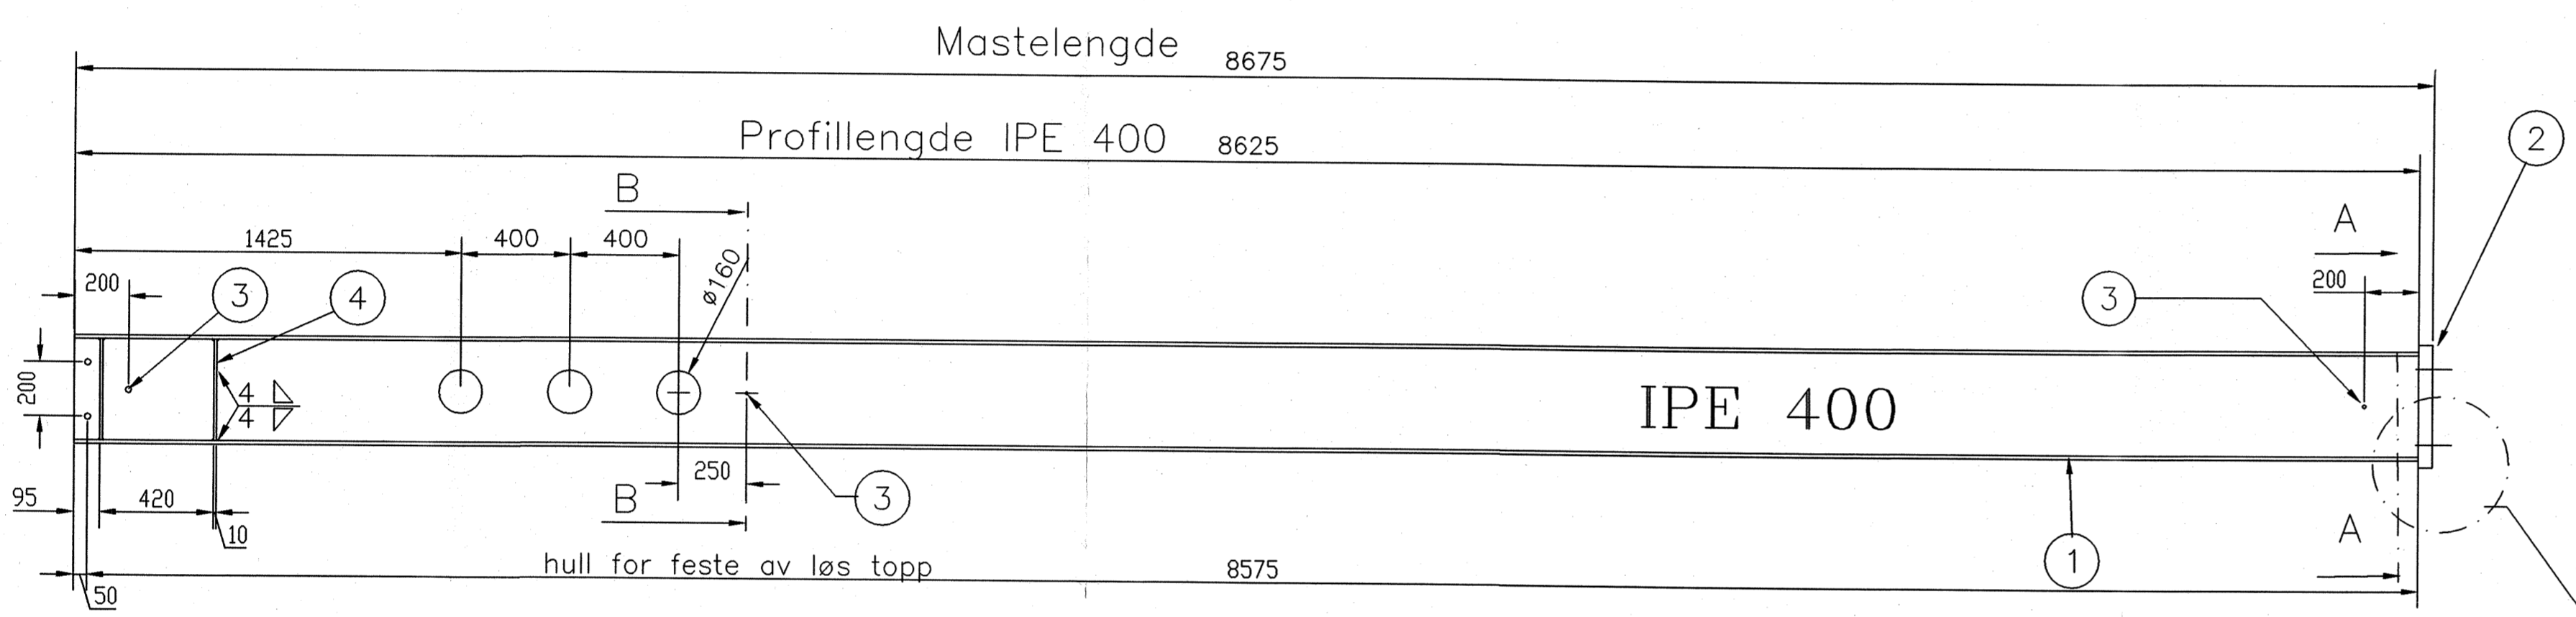 Mastelengde 8675
Profillengde IPE 400 8625
2
B
A
1425 400 400
ø160
200 3 4
3 200
200
4
4
IPE 400
250
3
95 420
10
B
A
1
hull for feste av løs topp 8575
50